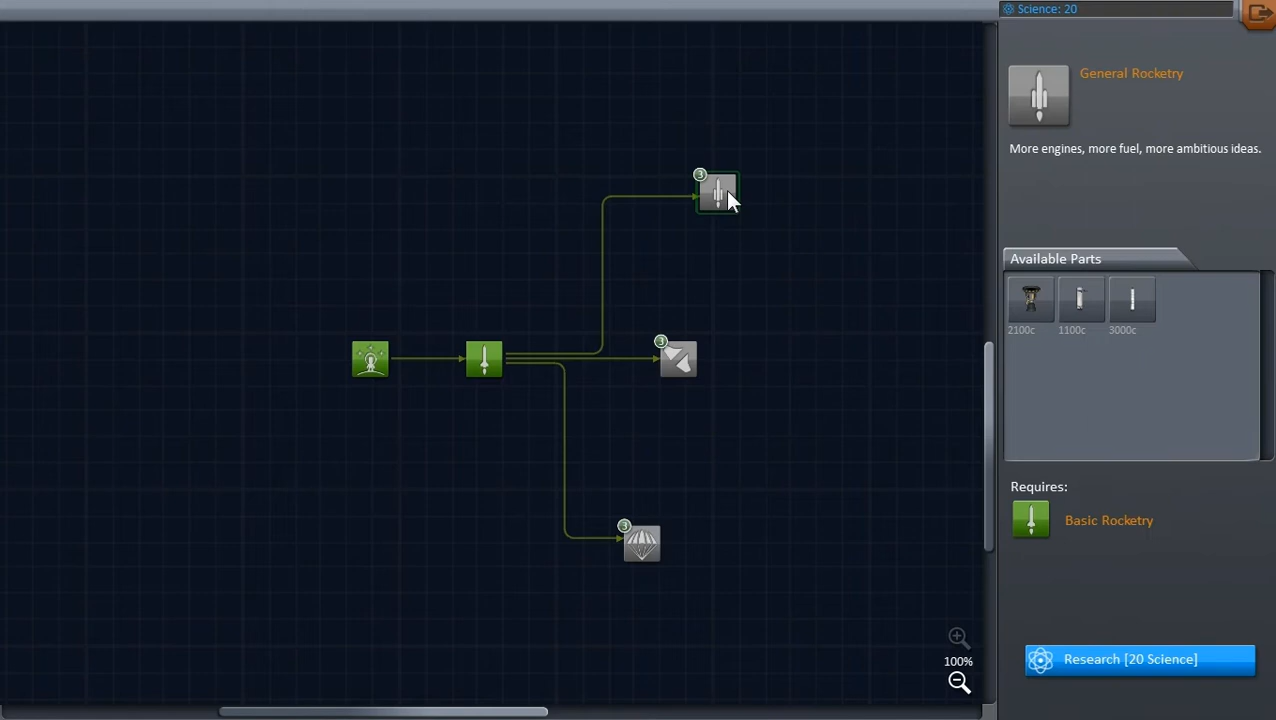 Science: 20
General Rocketry
More engines, more fuel, more ambitious ideas.
Available Parts
2100c 1100c 3000c
Requires:
Basic Rocketry
Research [20 Science]
3
3
3
100%